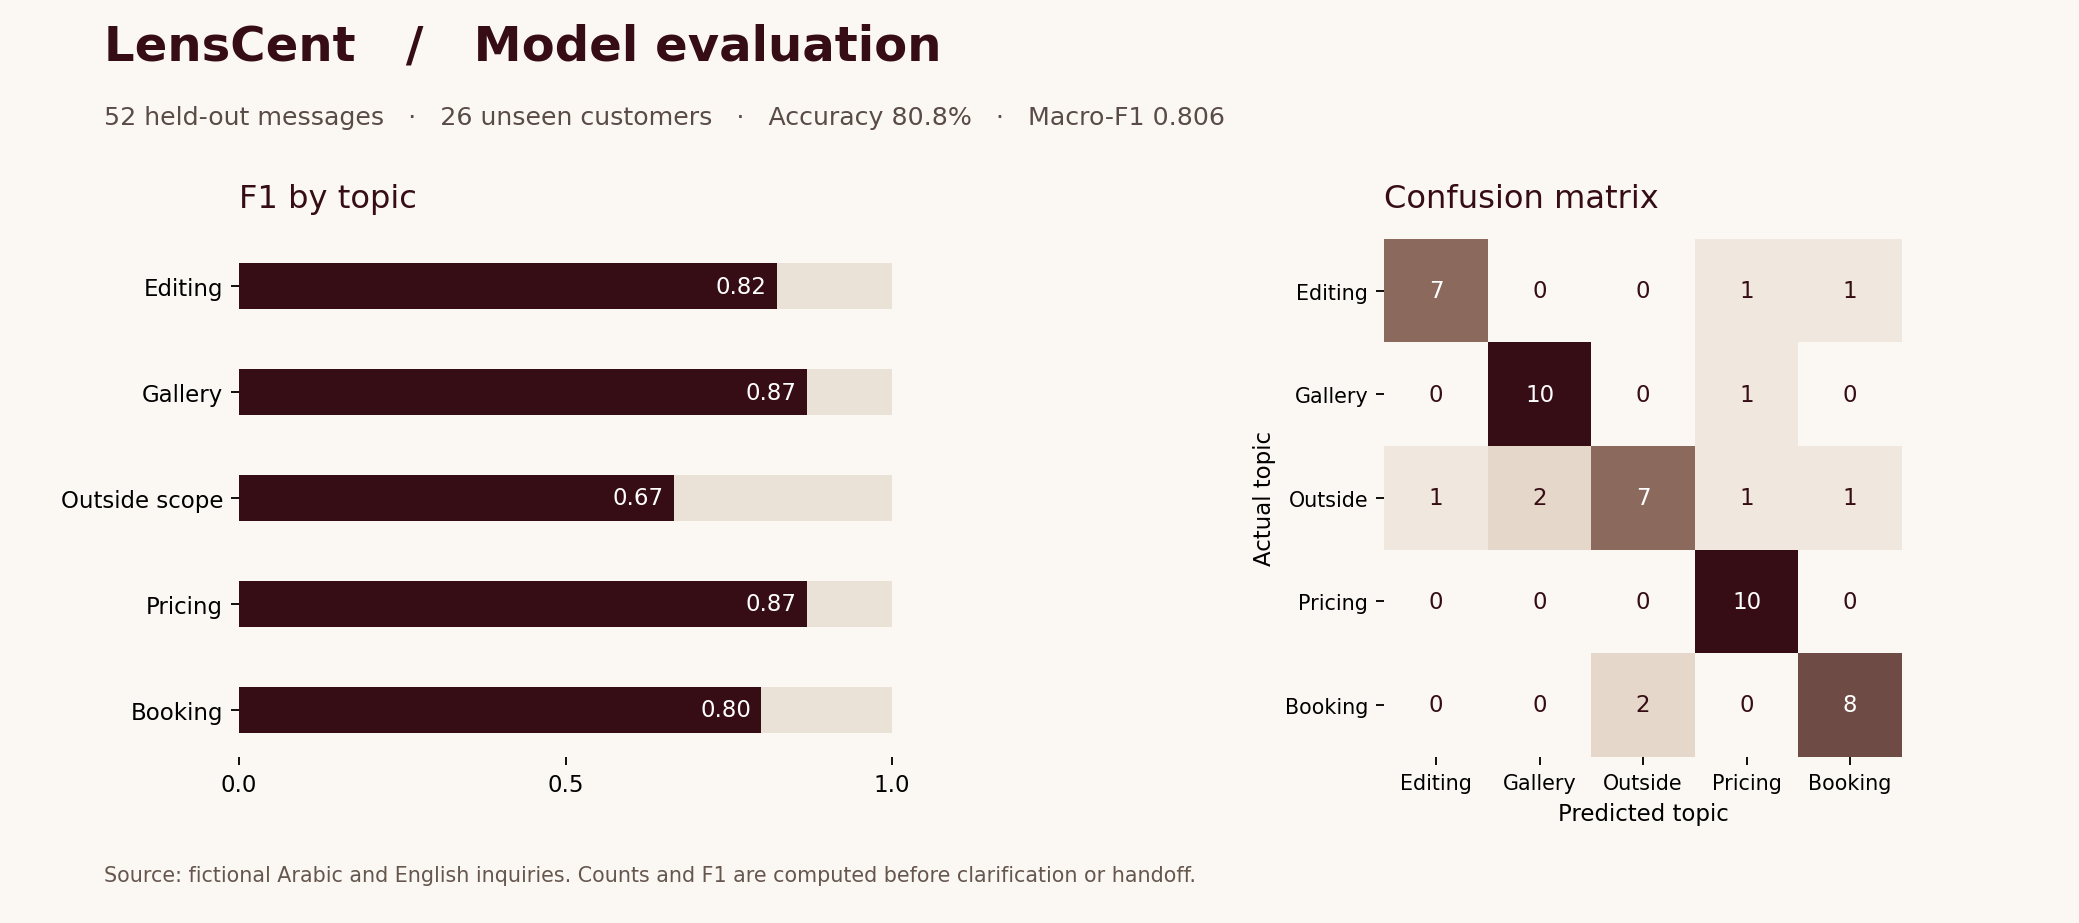 LensCent / Model evaluation
52 held-out messages · 26 unseen customers · Accuracy 80.8% · Macro-F1 0.806
F1 by topic
Editing 0.82
Gallery 0.87
Outside scope 0.67
Pricing 0.87
Booking 0.80
0.0 0.5 1.0
Confusion matrix
Actual topic
Editing 7 0 0 1 1
Gallery 0 10 0 1 0
Outside 1 2 7 1 1
Pricing 0 0 0 10 0
Booking 0 0 2 0 8
Editing Gallery Outside Pricing Booking
Predicted topic
Source: fictional Arabic and English inquiries. Counts and F1 are computed before clarification or handoff.